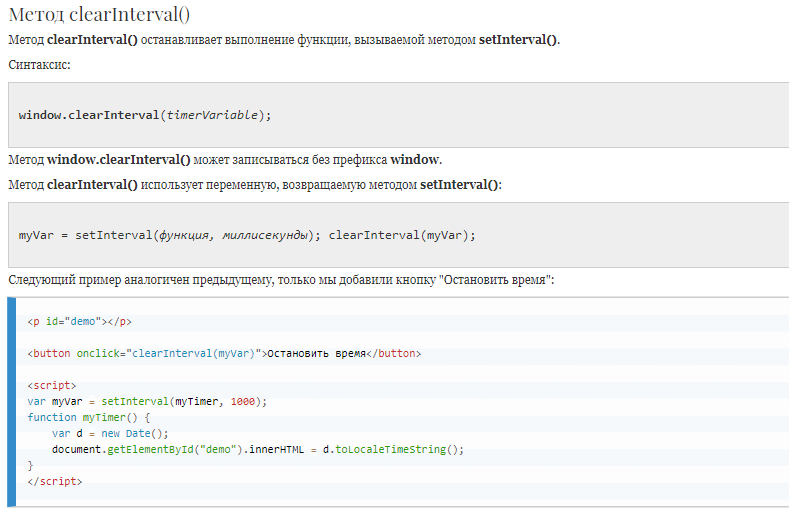 Метод clearInterval()
Метод clearInterval() останавливает выполнение функции, вызываемой методом setInterval().
Синтаксис:
window.clearInterval(timerVariable);
Метод window.clearInterval() может записываться без префикса window.
Метод clearInterval() использует переменную, возвращаемую методом setInterval():
myVar = setInterval(функция, миллисекунды); clearInterval(myVar);
Следующий пример аналогичен предыдущему, только мы добавили кнопку "Остановить время":
<p id="demo"></p>
<button onclick="clearInterval(myVar)">Остановить время</button>
<script>
var myVar = setInterval(myTimer, 1000);
function myTimer() {
    var d = new Date();
    document.getElementById("demo").innerHTML = d.toLocaleTimeString();
}
</script>